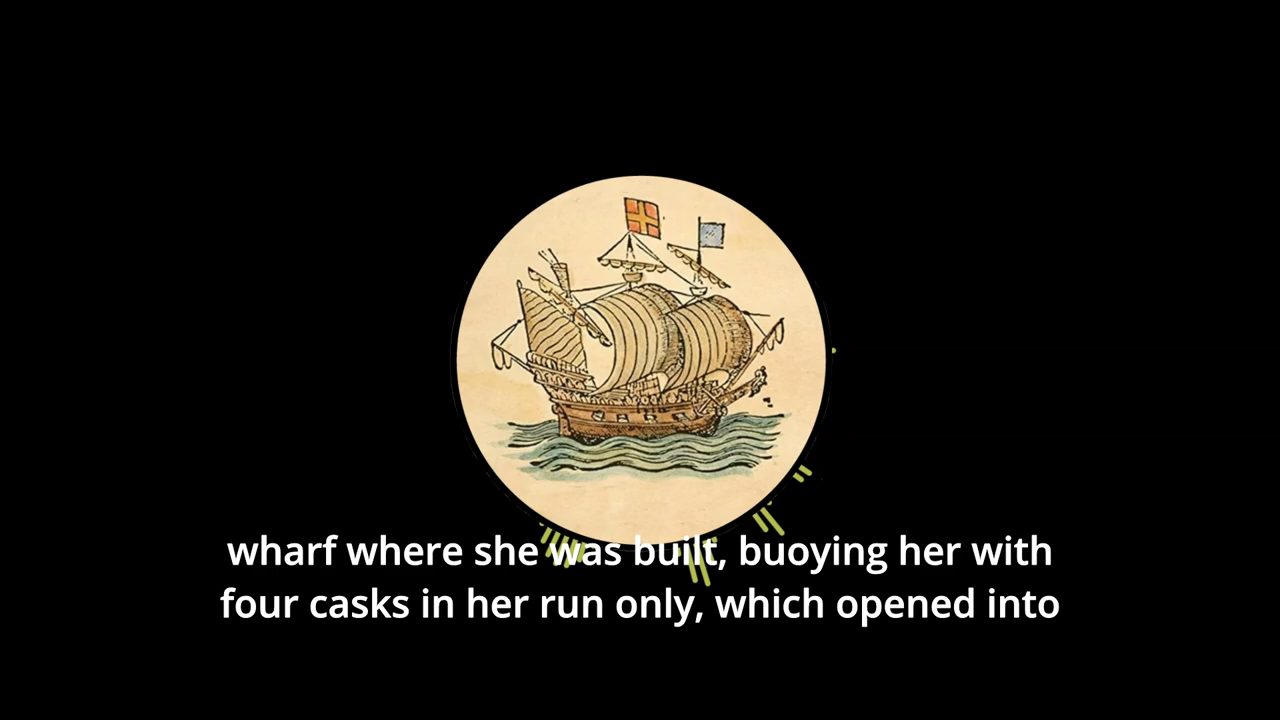 wharf where she was built, buoying her with
four casks in her run only, which opened into